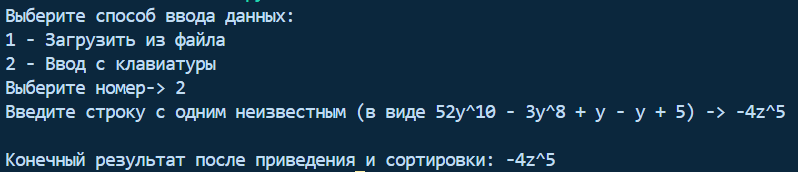 Выберите способ ввода данных:
1 - Загрузить из файла
2 - Ввод с клавиатуры
Выберите номер-> 2
Введите строку с одним неизвестным (в виде 52y^10 - 3y^8 + y - y + 5) -> -4z^5
Конечный результат после приведения и сортировки: -4z^5